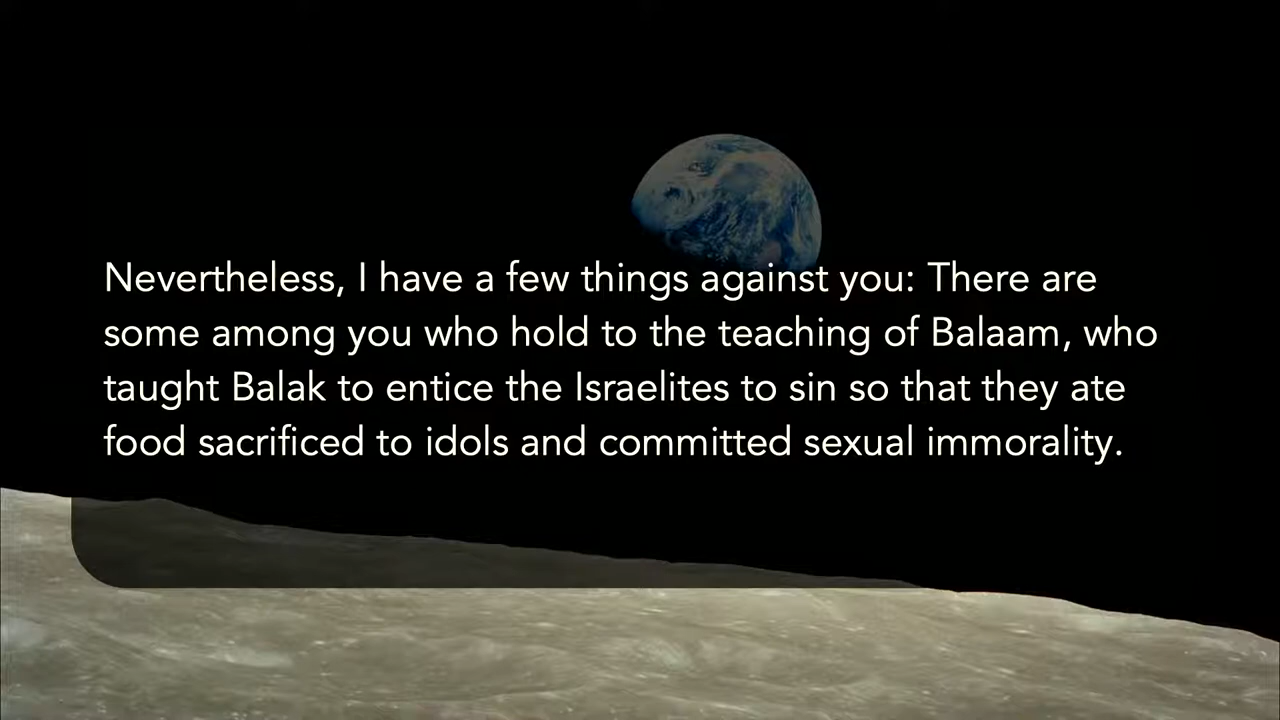 Nevertheless, I have a few things against you: There are
some among you who hold to the teaching of Balaam, who
taught Balak to entice the Israelites to sin so that they ate
food sacrificed to idols and committed sexual immorality.